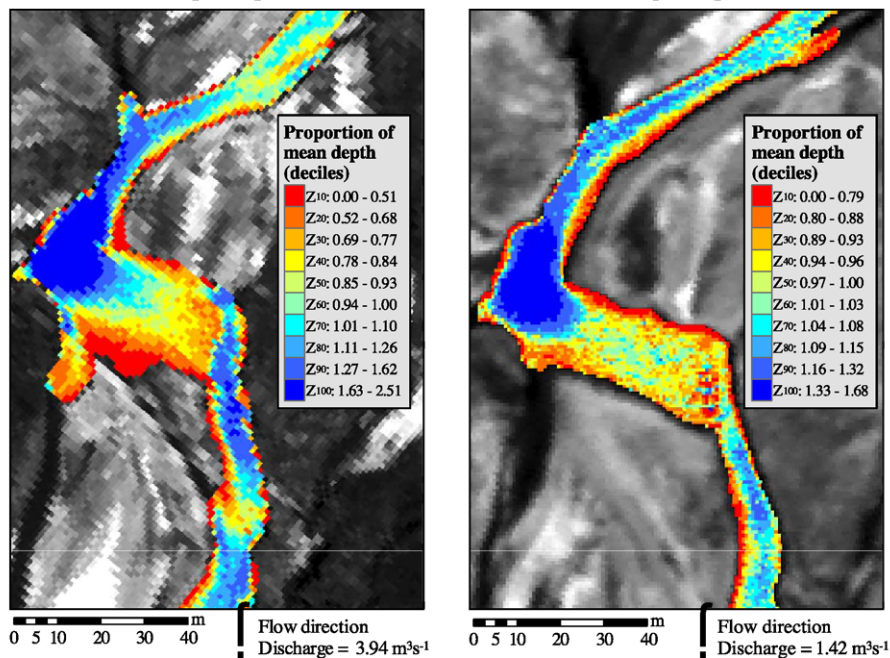 Proportion of
mean depth
(deciles)
Z10: 0.00 - 0.51
Z20: 0.52 - 0.68
Z30: 0.69 - 0.77
Z40: 0.78 - 0.84
Z50: 0.85 - 0.93
Z60: 0.94 - 1.00
Z70: 1.01 - 1.10
Z80: 1.11 - 1.26
Z90: 1.27 - 1.62
Z100: 1.63 - 2.51
m
0 5 10 20 30 40
Flow direction
Discharge = 3.94 m³s⁻¹
Proportion of
mean depth
(deciles)
Z10: 0.00 - 0.79
Z20: 0.80 - 0.88
Z30: 0.89 - 0.93
Z40: 0.94 - 0.96
Z50: 0.97 - 1.00
Z60: 1.01 - 1.03
Z70: 1.04 - 1.08
Z80: 1.09 - 1.15
Z90: 1.16 - 1.32
Z100: 1.33 - 1.68
m
0 5 10 20 30 40
Flow direction
Discharge = 1.42 m³s⁻¹